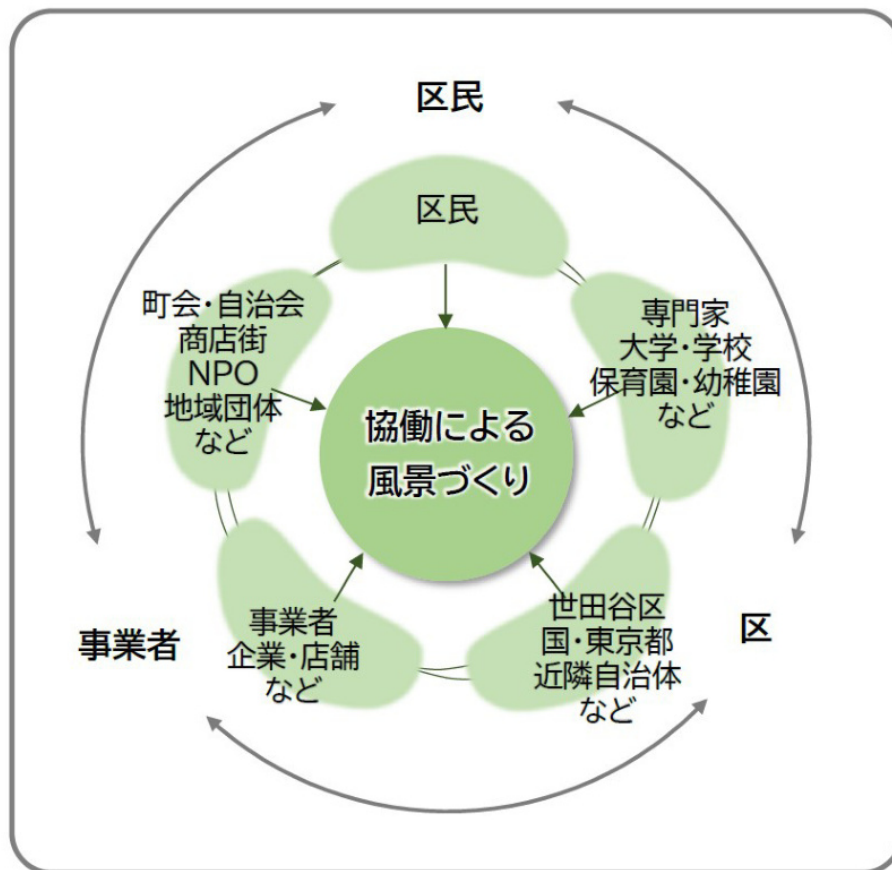 区民
区民
町会・自治会
商店街
NPO
地域団体
など
専門家
大学・学校
保育園・幼稚園
など
協働による
風景づくり
事業者
事業者
企業・店舗
など
世田谷区
国・東京都
近隣自治体
など
区